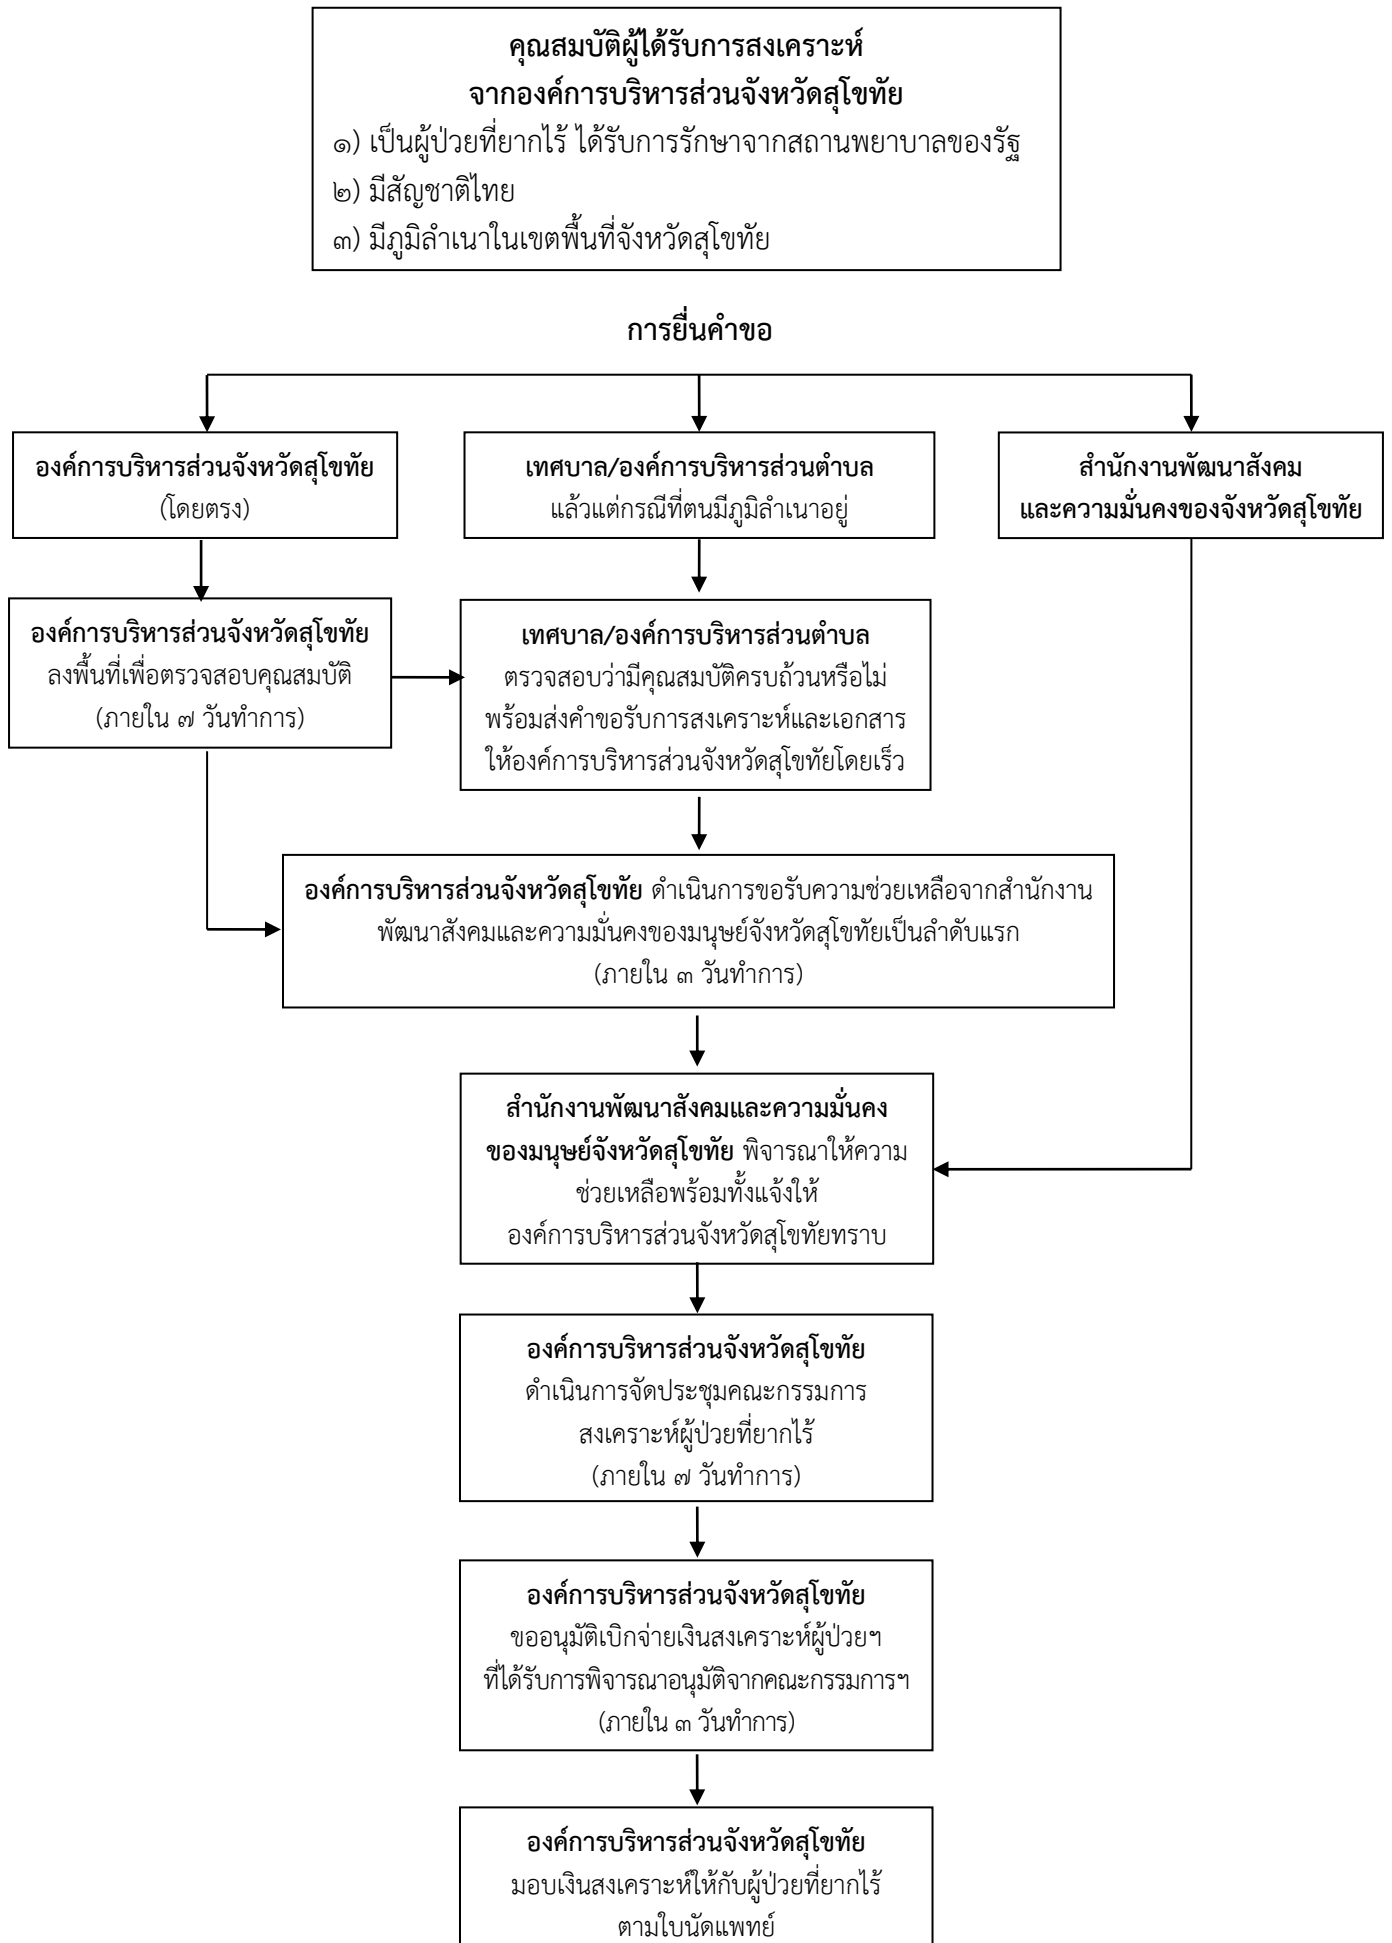 คุณสมบัติผู้ได้รับการสงเคราะห์
จากองค์การบริหารส่วนจังหวัดสุโขทัย
๑) เป็นผู้ป่วยที่ยากไร้ ได้รับการรักษาจากสถานพยาบาลของรัฐ
๒) มีสัญชาติไทย
๓) มีภูมิลำเนาในเขตพื้นที่จังหวัดสุโขทัย
การยื่นคำขอ
องค์การบริหารส่วนจังหวัดสุโขทัย
(โดยตรง)
เทศบาล/องค์การบริหารส่วนตำบล
แล้วแต่กรณีที่ตนมีภูมิลำเนาอยู่
สำนักงานพัฒนาสังคม
และความมั่นคงของจังหวัดสุโขทัย
องค์การบริหารส่วนจังหวัดสุโขทัย
ลงพื้นที่เพื่อตรวจสอบคุณสมบัติ
(ภายใน ๗ วันทำการ)
เทศบาล/องค์การบริหารส่วนตำบล
ตรวจสอบว่ามีคุณสมบัติครบถ้วนหรือไม่
พร้อมส่งคำขอรับการสงเคราะห์และเอกสาร
ให้องค์การบริหารส่วนจังหวัดสุโขทัยโดยเร็ว
องค์การบริหารส่วนจังหวัดสุโขทัย ดำเนินการขอรับความช่วยเหลือจากสำนักงาน
พัฒนาสังคมและความมั่นคงของมนุษย์จังหวัดสุโขทัยเป็นลำดับแรก
(ภายใน ๓ วันทำการ)
สำนักงานพัฒนาสังคมและความมั่นคง
ของมนุษย์จังหวัดสุโขทัย พิจารณาให้ความ
ช่วยเหลือพร้อมทั้งแจ้งให้
องค์การบริหารส่วนจังหวัดสุโขทัยทราบ
องค์การบริหารส่วนจังหวัดสุโขทัย
ดำเนินการจัดประชุมคณะกรรมการ
สงเคราะห์ผู้ป่วยที่ยากไร้
(ภายใน ๗ วันทำการ)
องค์การบริหารส่วนจังหวัดสุโขทัย
ขออนุมัติเบิกจ่ายเงินสงเคราะห์ผู้ป่วยฯ
ที่ได้รับการพิจารณาอนุมัติจากคณะกรรมการฯ
(ภายใน ๓ วันทำการ)
องค์การบริหารส่วนจังหวัดสุโขทัย
มอบเงินสงเคราะห์ให้กับผู้ป่วยที่ยากไร้
ตามใบนัดแพทย์